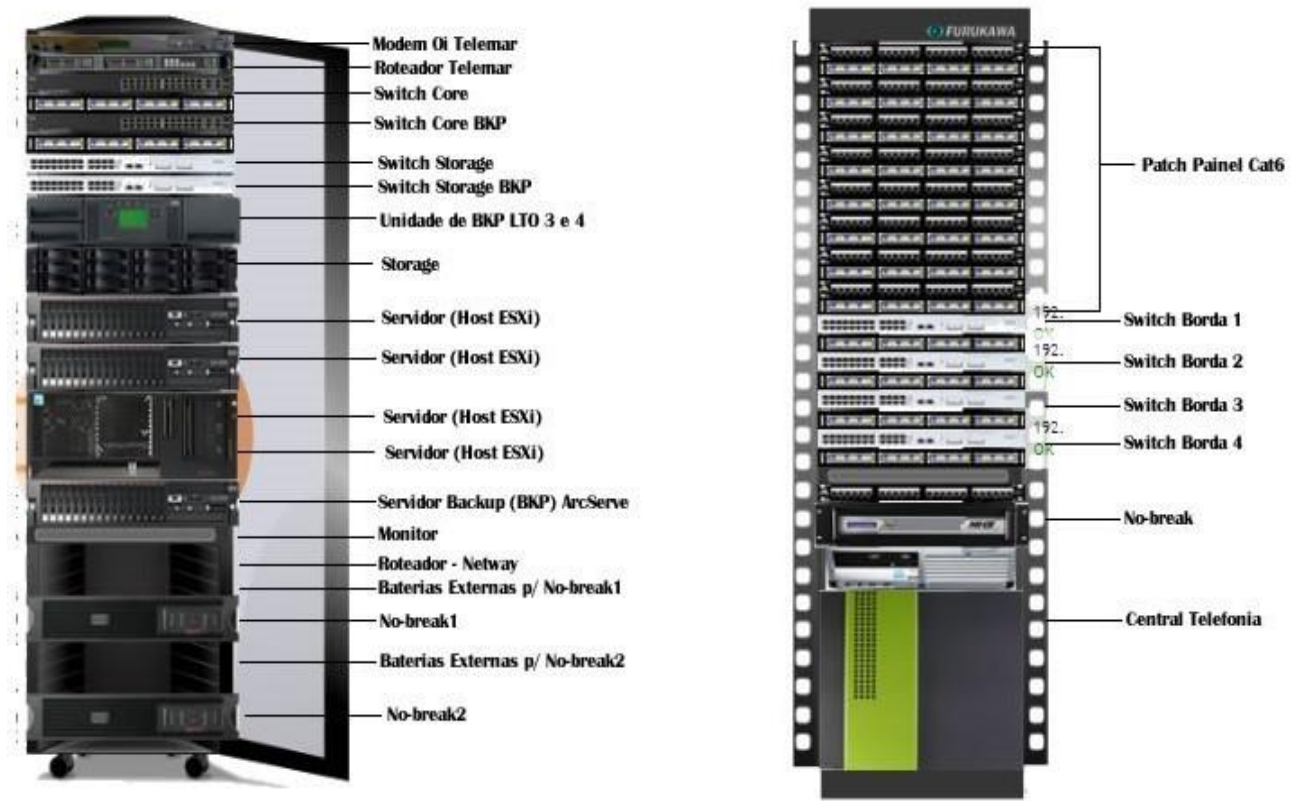 Modem Oi Telemar
Roteador Telemar
Switch Core
Switch Core BKP
Switch Storage
Switch Storage BKP
Unidade de BKP LTO 3 e 4
Storage
Servidor (Host ESXi)
Servidor (Host ESXi)
Servidor (Host ESXi)
Servidor (Host ESXi)
Servidor Backup (BKP) ArcServe
Monitor
Roteador - Netway
Baterias Externas p/ No-break1
No-break1
Baterias Externas p/ No-break2
No-break2
FURUKAWA
Patch Painel Cat6
192.
OK
Switch Borda 1
192.
OK
Switch Borda 2
Switch Borda 3
192.
OK
Switch Borda 4
No-break
Central Telefonia